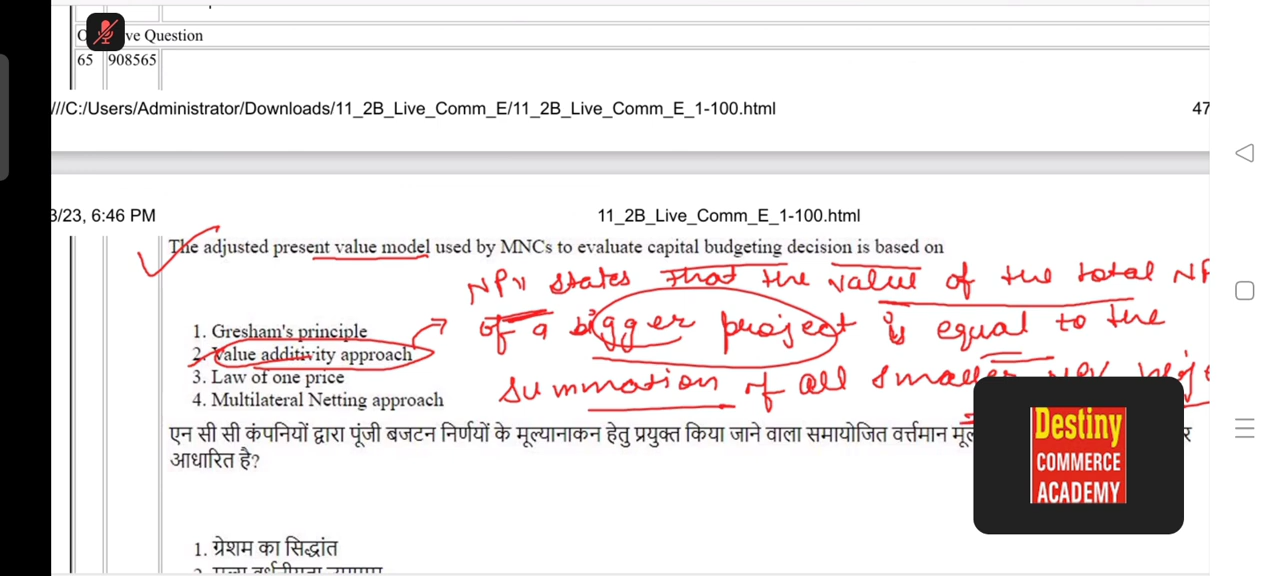 ve Question
65 908565
///C:/Users/Administrator/Downloads/11_2B_Live_Comm_E/11_2B_Live_Comm_E_1-100.html 47
3/23, 6:46 PM 11_2B_Live_Comm_E_1-100.html
The adjusted present value model used by MNCs to evaluate capital budgeting decision is based on
NPV states that the value of the total NP
of a bigger project is equal to the
summation of all smaller
1. Gresham's principle
2. Value additivity approach
3. Law of one price
4. Multilateral Netting approach
एन सी सी कंपनियों द्वारा पूंजी बजटन निर्णयों के मूल्यानाकन हेतु प्रयुक्त किया जाने वाला समायोजित वर्त्तमान
आधारित है?
1. ग्रेशम का सिद्धांत
Destiny
COMMERCE
ACADEMY